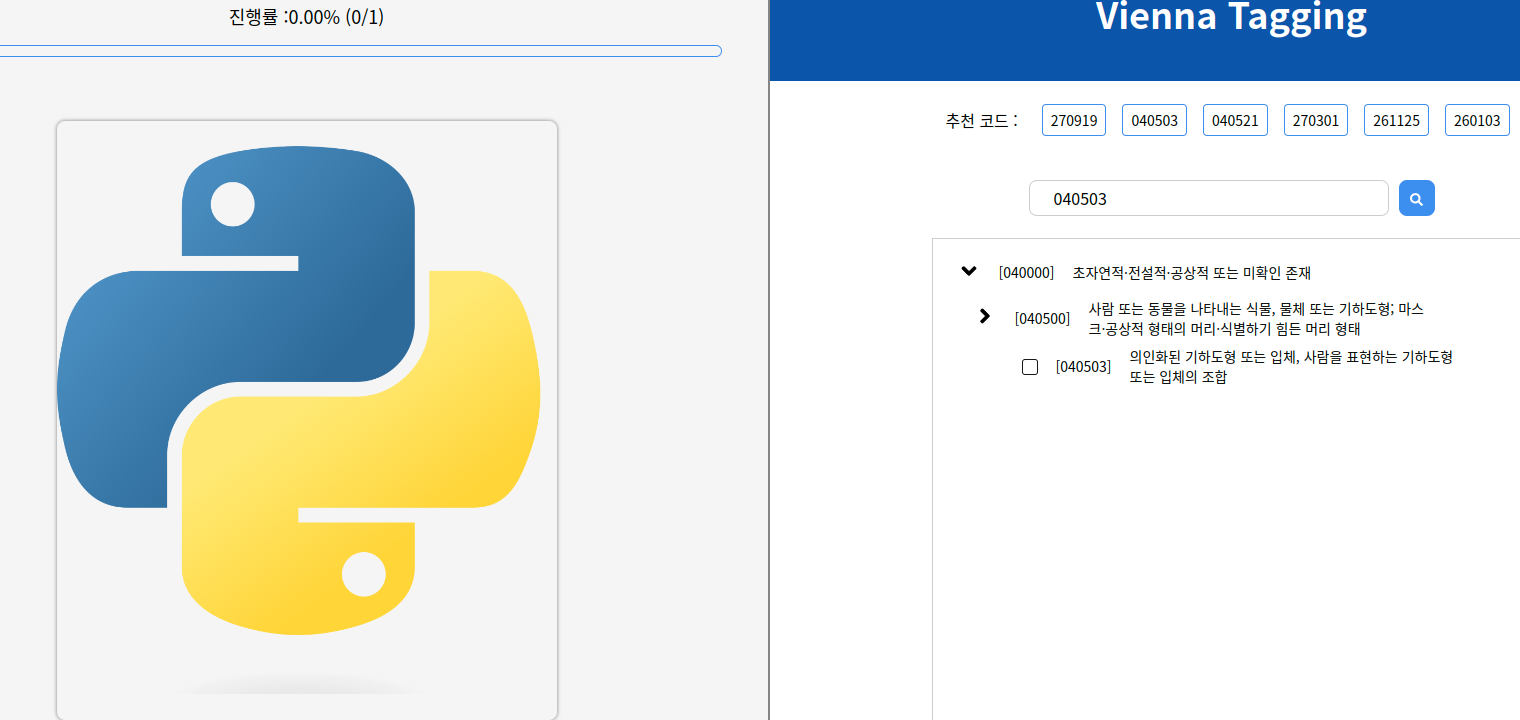 진행률 :0.00% (0/1)
Vienna Tagging
추천 코드 : 270919 040503 040521 270301 261125 260103
040503
[040000] 초자연적·전설적·공상적 또는 미확인 존재
[040500] 사람 또는 동물을 나타내는 식물, 물체 또는 기하도형; 마스
크·공상적 형태의 머리·식별하기 힘든 머리 형태
[040503] 의인화된 기하도형 또는 입체, 사람을 표현하는 기하도형
또는 입체의 조합